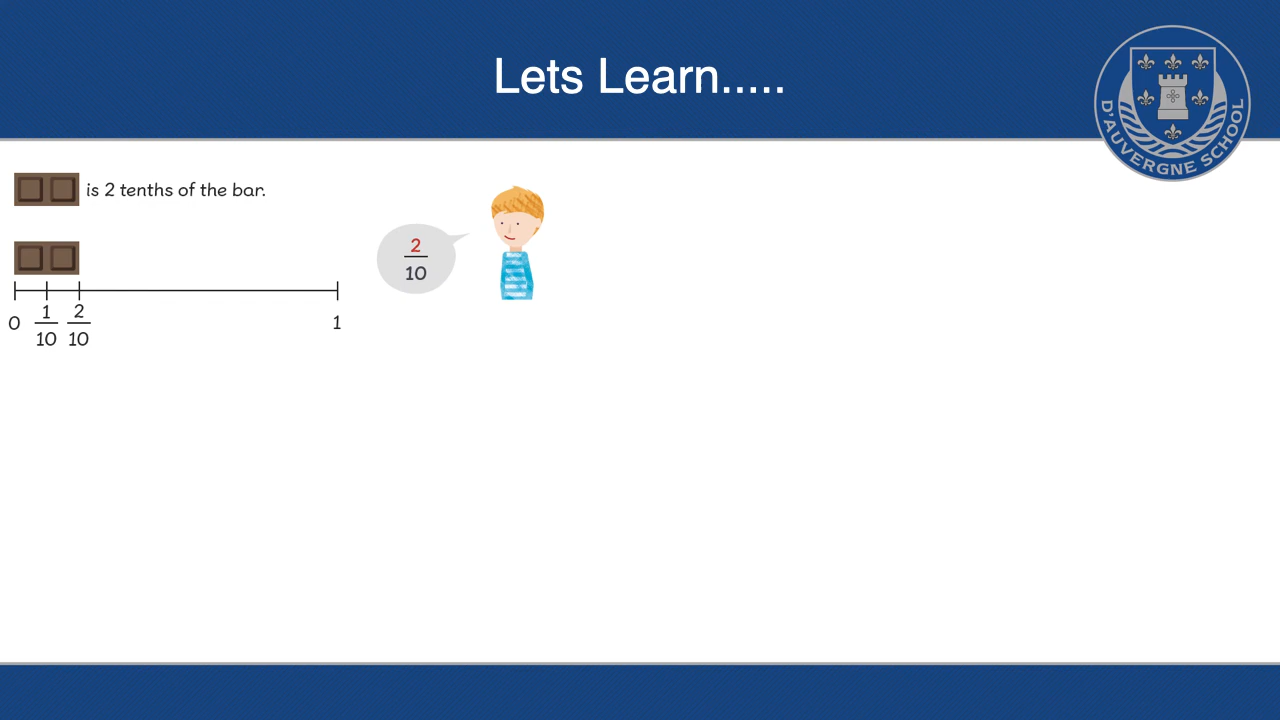 Lets Learn.....
D'AUVERGNE SCHOOL
is 2 tenths of the bar.
2
10
0 1 2 1
10 10